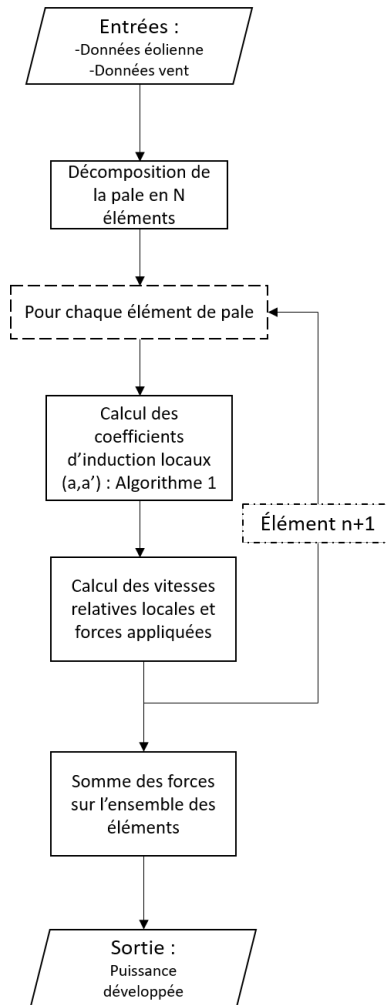 Entrées :
-Données éolienne
-Données vent
Décomposition de
la pale en N
éléments
Pour chaque élément de pale
Calcul des
coefficients
d'induction locaux
(a,a') : Algorithme 1
Élément n+1
Calcul des vitesses
relatives locales et
forces appliquées
Somme des forces
sur l'ensemble des
éléments
Sortie :
Puissance
développée